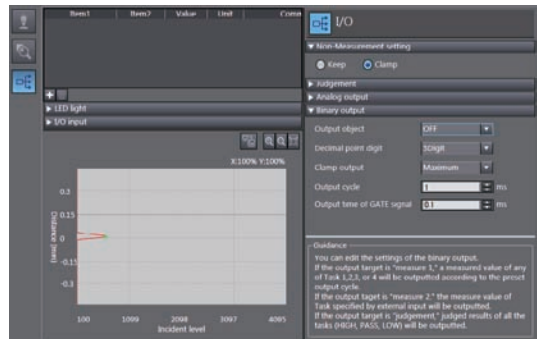 Item1 Item2 Value Unit Comm
LED light
I/O input
X:100% Y:100%
Distance [mm]
0.3
0.15
0
-0.15
-0.3
100 1099 2098 3097 4095
Incident level
I/O
Non-Measurement setting
Keep Clamp
Judgement
Analog output
Binary output
Output object OFF
Decimal point digit 5Digit
Clamp output Maximum
Output cycle 1 ms
Output time of GATE signal 0.1 ms
Guidance
You can edit the settings of the binary output.
If the output target is "measure 1," a measured value of any
of Task 1,2,3, or 4 will be outputted according to the preset
output cycle.
If the output taget is "measure 2," the measure value of
Task specified by external input will be outputted.
If the output target is "judgement," judged results of all the
tasks (HIGH, PASS, LOW) will be outputted.